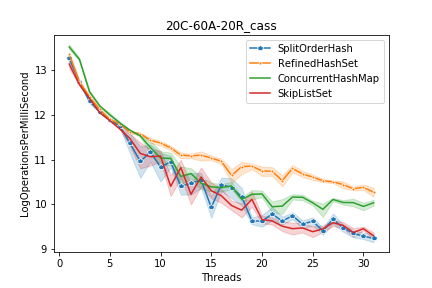 20C-60A-20R_cass
SplitOrderHash
RefinedHashSet
ConcurrentHashMap
SkipListSet
LogOperationsPerMilliSecond
13
12
11
10
9
0 5 10 15 20 25 30
Threads